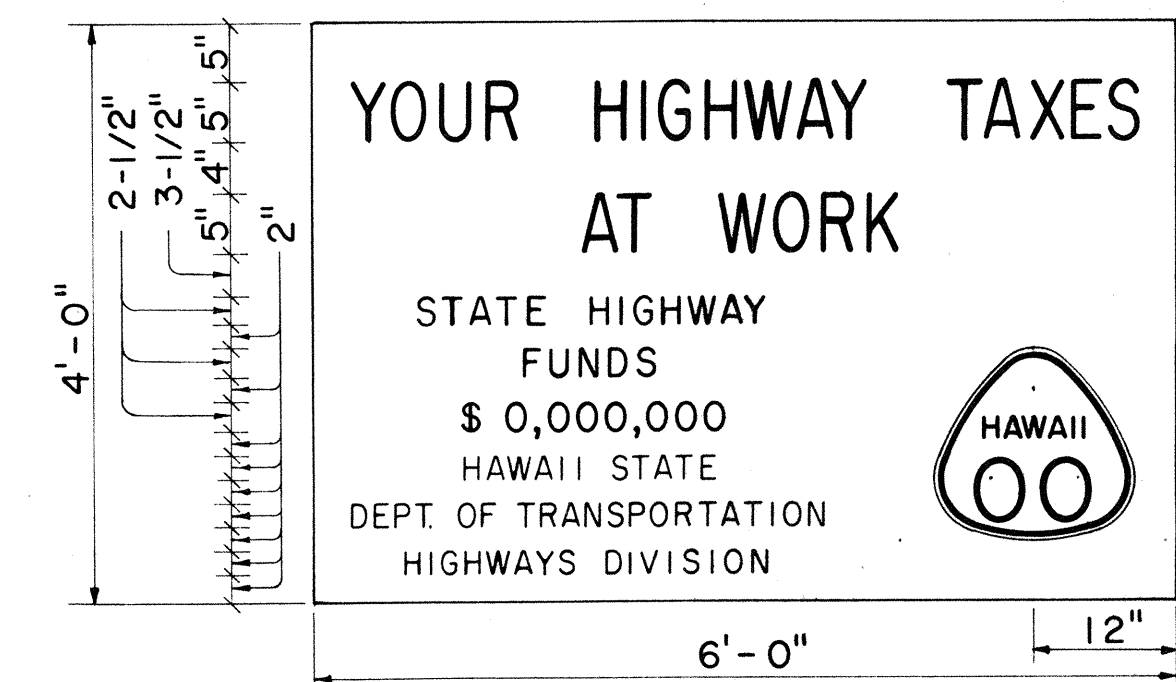 5"
5"
4"
5"
2-1/2"
3-1/2"
2"
4'-0"
YOUR HIGHWAY TAXES
AT WORK
STATE HIGHWAY
FUNDS
$ 0,000,000
HAWAII STATE
DEPT. OF TRANSPORTATION
HIGHWAYS DIVISION
HAWAII
00
12"
6'-0"